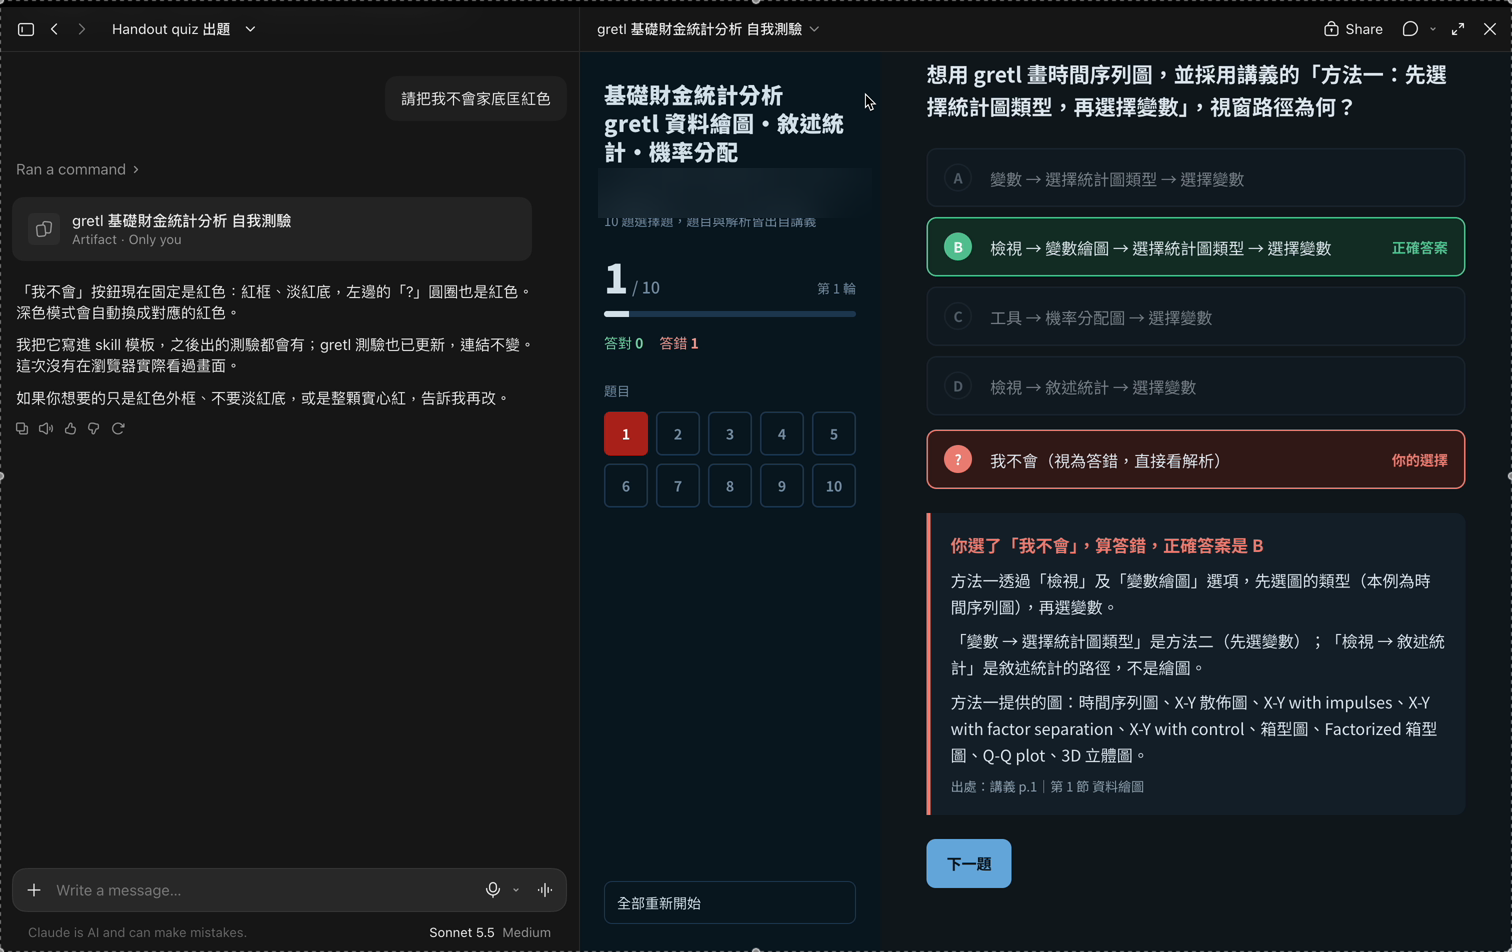 Handout quiz 出題
請把我不會家底匡紅色
Ran a command
gretl 基礎財金統計分析 自我測驗
Artifact · Only you
「我不會」按鈕現在固定是紅色：紅框、淡紅底，左邊的「?」圓圈也是紅色。
深色模式會自動換成對應的紅色。
我把它寫進 skill 模板，之後出的測驗都會有；gretl 測驗也已更新，連結不變。
這次沒有在瀏覽器實際看過畫面。
如果你想要的只是紅色外框、不要淡紅底，或是整顆實心紅，告訴我再改。
Write a message...
Claude is AI and can make mistakes.
Sonnet 5.5 Medium
gretl 基礎財金統計分析 自我測驗
Share
基礎財金統計分析
gretl 資料繪圖・敘述統
計・機率分配
10 題選擇題，題目與解析皆出自講義
1 / 10
第 1 輪
答對 0 答錯 1
題目
1 2 3 4 5
6 7 8 9 10
全部重新開始
想用 gretl 畫時間序列圖，並採用講義的「方法一：先選
擇統計圖類型，再選擇變數」，視窗路徑為何？
A 變數 → 選擇統計圖類型 → 選擇變數
B 檢視 → 變數繪圖 → 選擇統計圖類型 → 選擇變數 正確答案
C 工具 → 機率分配圖 → 選擇變數
D 檢視 → 敘述統計 → 選擇變數
? 我不會（視為答錯，直接看解析） 你的選擇
你選了「我不會」，算答錯，正確答案是 B
方法一透過「檢視」及「變數繪圖」選項，先選圖的類型（本例為時
間序列圖），再選變數。
「變數 → 選擇統計圖類型」是方法二（先選變數）；「檢視 → 敘述統
計」是敘述統計的路徑，不是繪圖。
方法一提供的圖：時間序列圖、X-Y 散佈圖、X-Y with impulses、X-Y
with factor separation、X-Y with control、箱型圖、Factorized 箱型
圖、Q-Q plot、3D 立體圖。
出處：講義 p.1｜第 1 節 資料繪圖
下一題